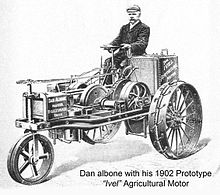 Dan albone with his 1902 Prototype
"Ivel" Agricultural Motor